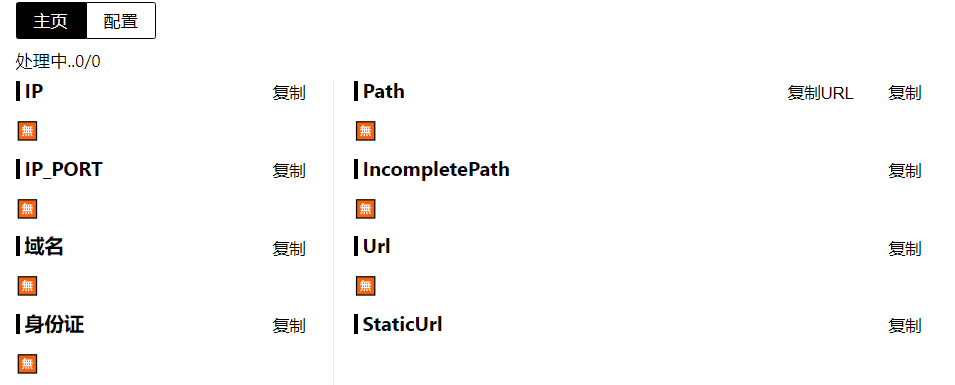 主页 配置
处理中..0/0
IP 复制
🈚
IP_PORT 复制
🈚
域名 复制
🈚
身份证 复制
🈚
Path 复制URL 复制
🈚
IncompletePath 复制
🈚
Url 复制
🈚
StaticUrl 复制